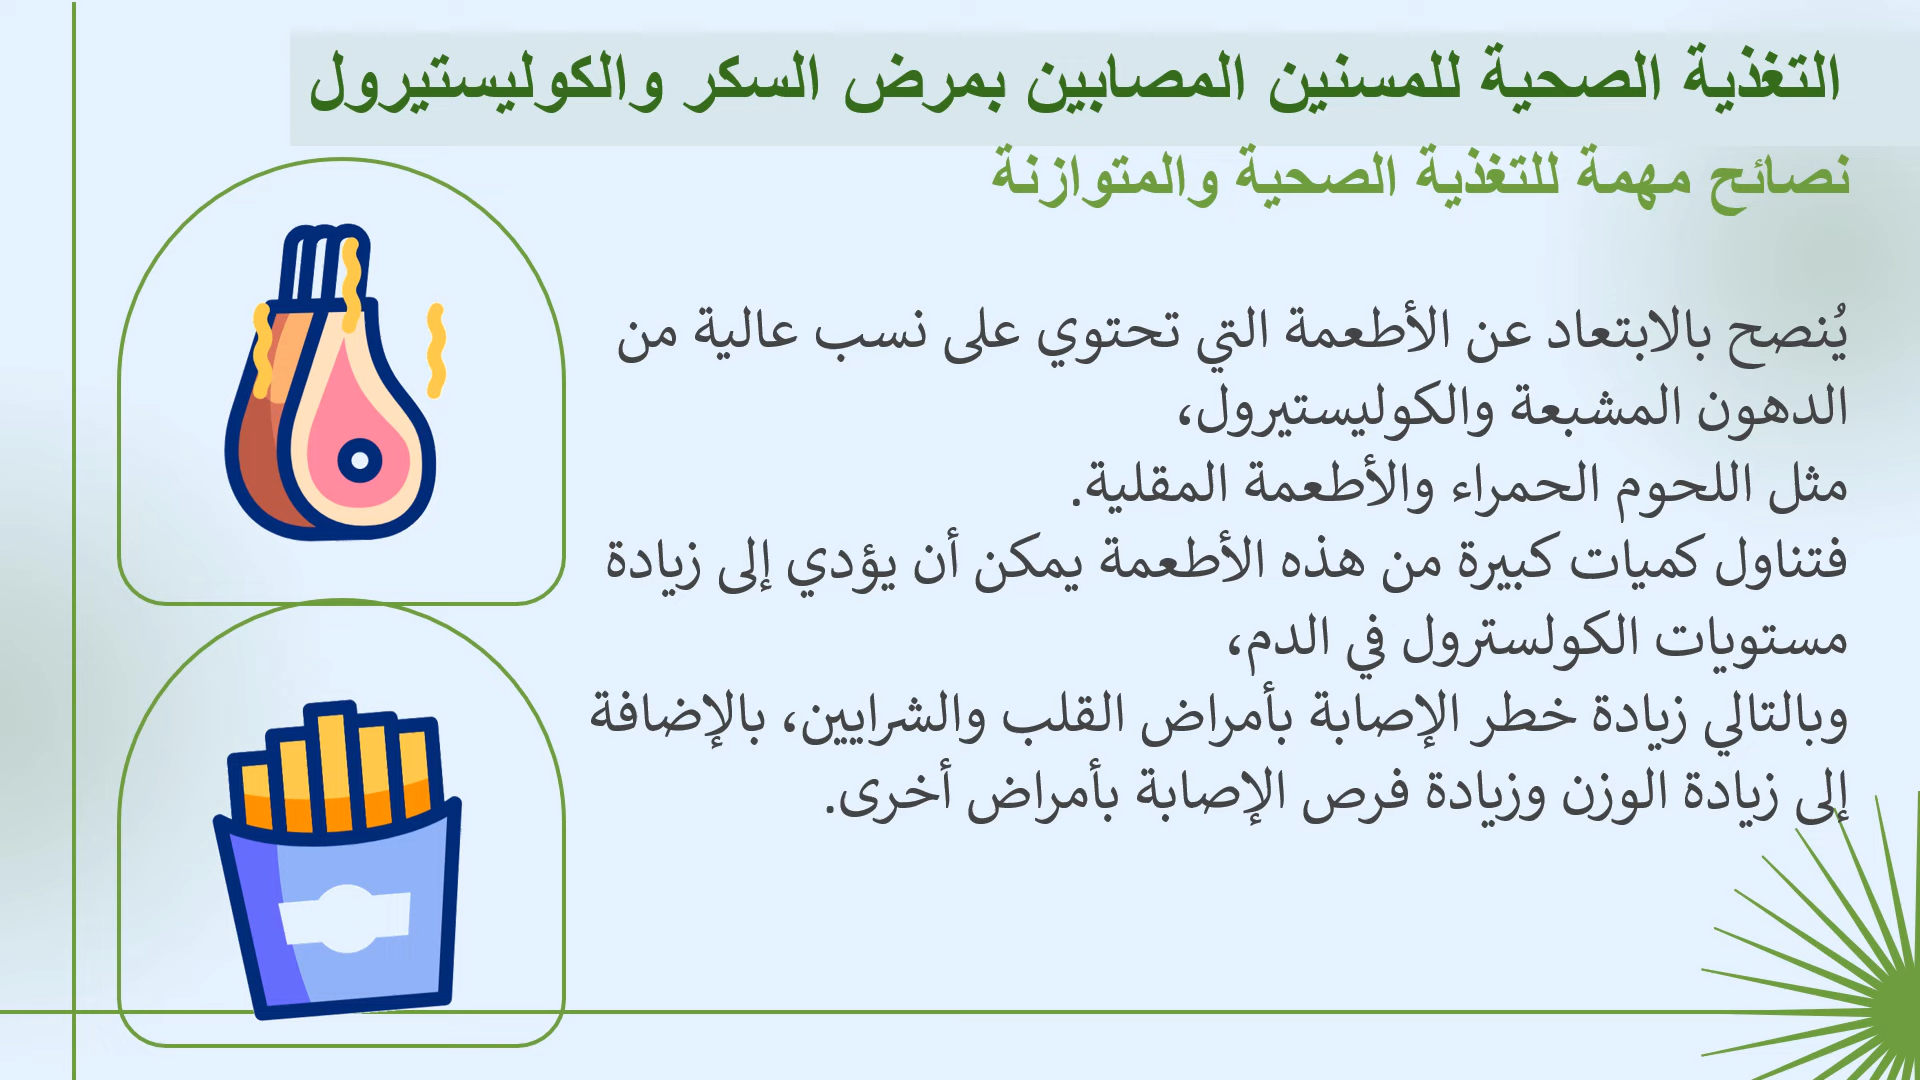 التغذية الصحية للمسنين المصابين بمرض السكر والكوليستيرول
نصائح مهمة للتغذية الصحية والمتوازنة
يُنصح بالابتعاد عن الأطعمة التي تحتوي على نسب عالية من
الدهون المشبعة والكوليستيرول،
مثل اللحوم الحمراء والأطعمة المقلية.
فتناول كميات كبيرة من هذه الأطعمة يمكن أن يؤدي إلى زيادة
مستويات الكولسترول في الدم،
وبالتالي زيادة خطر الإصابة بأمراض القلب والشرايين، بالإضافة
إلى زيادة الوزن وزيادة فرص الإصابة بأمراض أخرى.